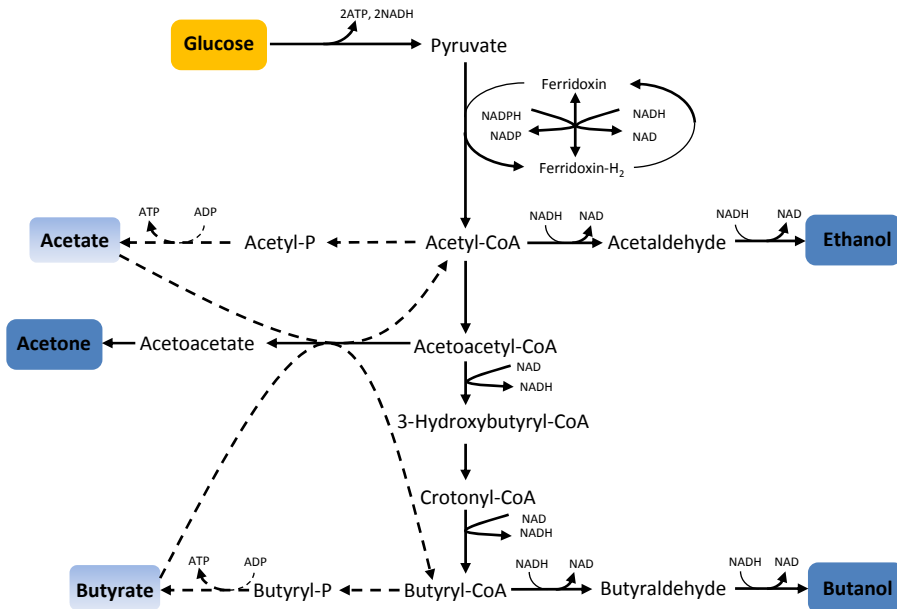 2ATP, 2NADH
Glucose
Pyruvate
Ferridoxin
NADPH
NADH
NADP
NAD
Ferridoxin-H₂
ATP
ADP
NADH
NAD
NADH
NAD
Acetate
Acetyl-P
Acetyl-CoA
Acetaldehyde
Ethanol
Acetone
Acetoacetate
Acetoacetyl-CoA
NAD
NADH
3-Hydroxybutyryl-CoA
Crotonyl-CoA
NAD
NADH
ATP
ADP
NADH
NAD
NADH
NAD
Butyrate
Butyryl-P
Butyryl-CoA
Butyraldehyde
Butanol